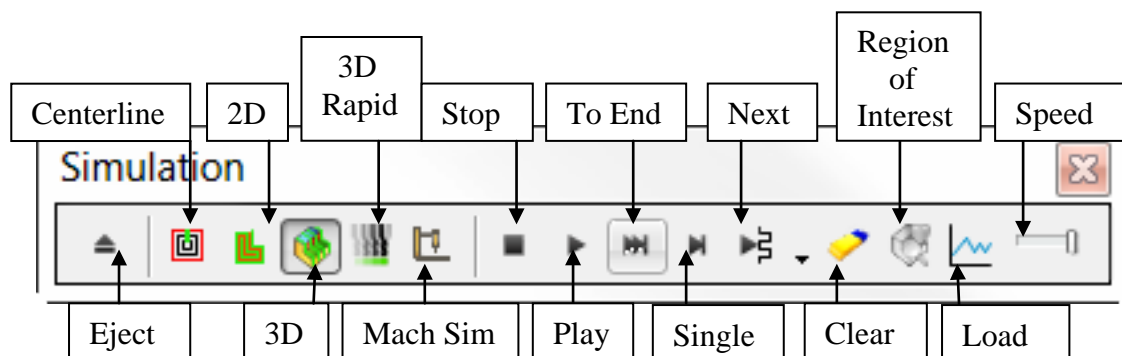 Centerline
2D
3D
Rapid
Stop
To End
Next
Region
of
Interest
Speed
Simulation
Eject
3D
Mach Sim
Play
Single
Clear
Load